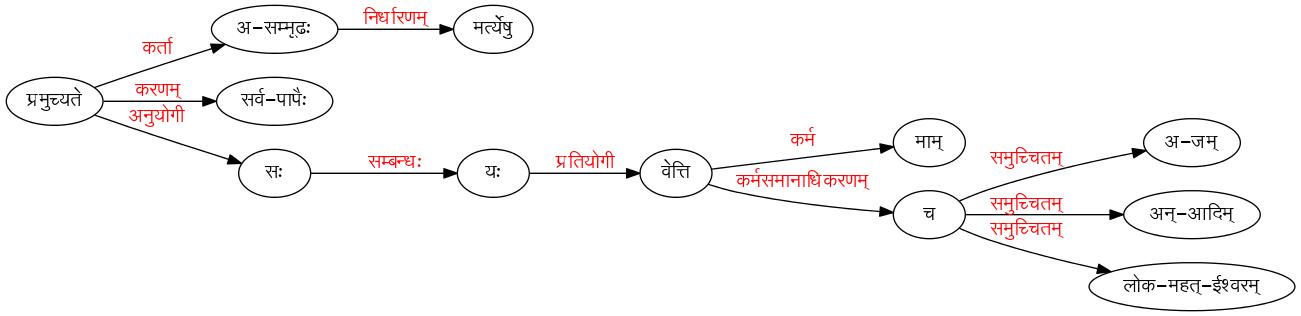 निर्धारणम्
अ-सम्मूढः
मर्त्येषु
कर्ता
प्रमुच्यते
करणम्
सर्व-पापैः
अनुयोगी
सः
सम्बन्धः
यः
प्रतियोगी
वेत्ति
कर्म
माम्
कर्मसमानाधिकरणम्
च
समुच्चितम्
अ-जम्
समुच्चितम्
अन्-आदिम्
समुच्चितम्
लोक-महत्-ईश्वरम्